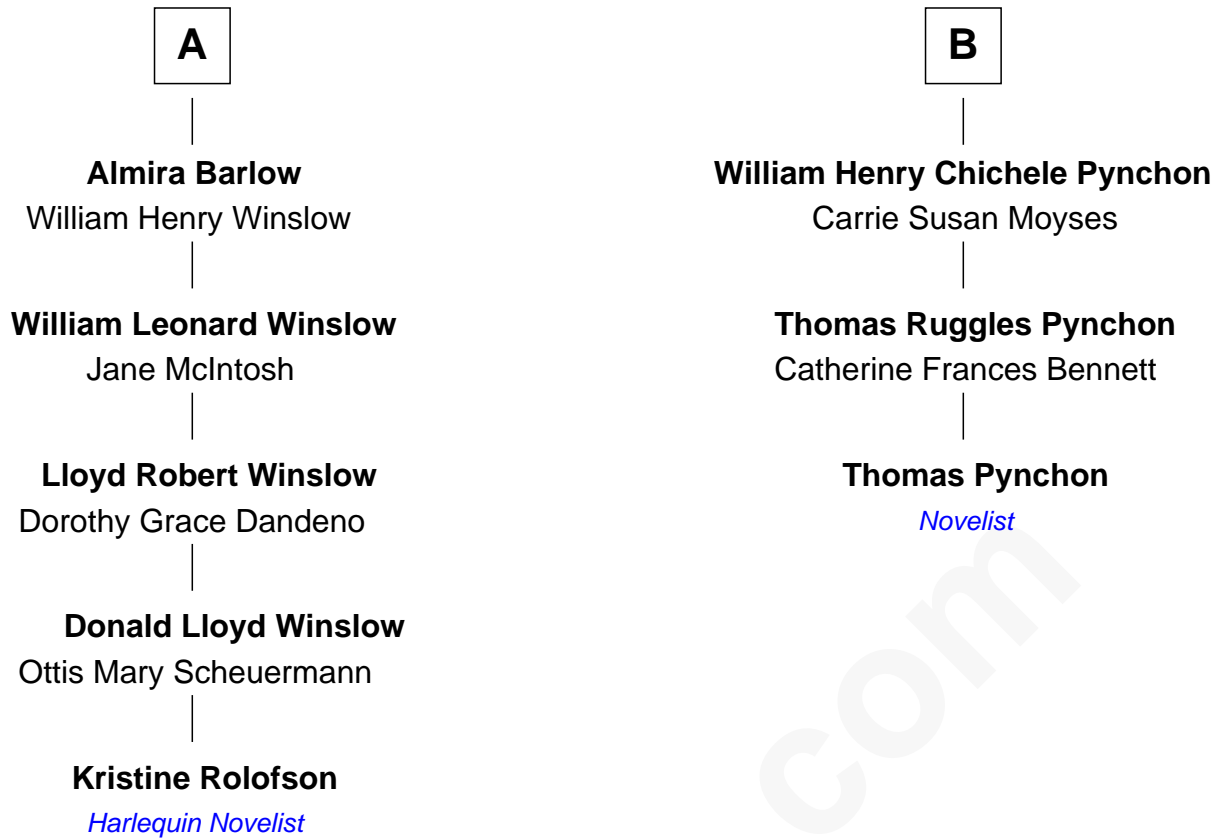 A
Almira Barlow
William Henry Winslow
William Leonard Winslow
Jane McIntosh
Lloyd Robert Winslow
Dorothy Grace Dandeno
Donald Lloyd Winslow
Ottis Mary Scheuermann
Kristine Rolofson
Harlequin Novelist
B
William Henry Chichele Pynchon
Carrie Susan Moyses
Thomas Ruggles Pynchon
Catherine Frances Bennett
Thomas Pynchon
Novelist
com